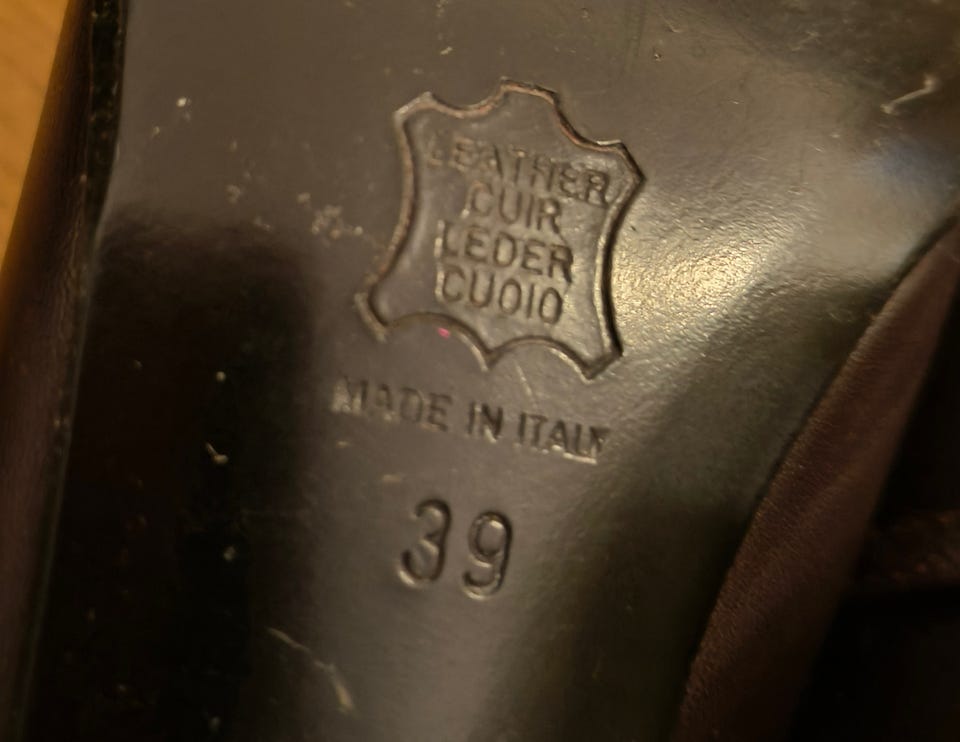 LEATHER
CUIR
LEDER
CUOIO
MADE IN ITALY
39